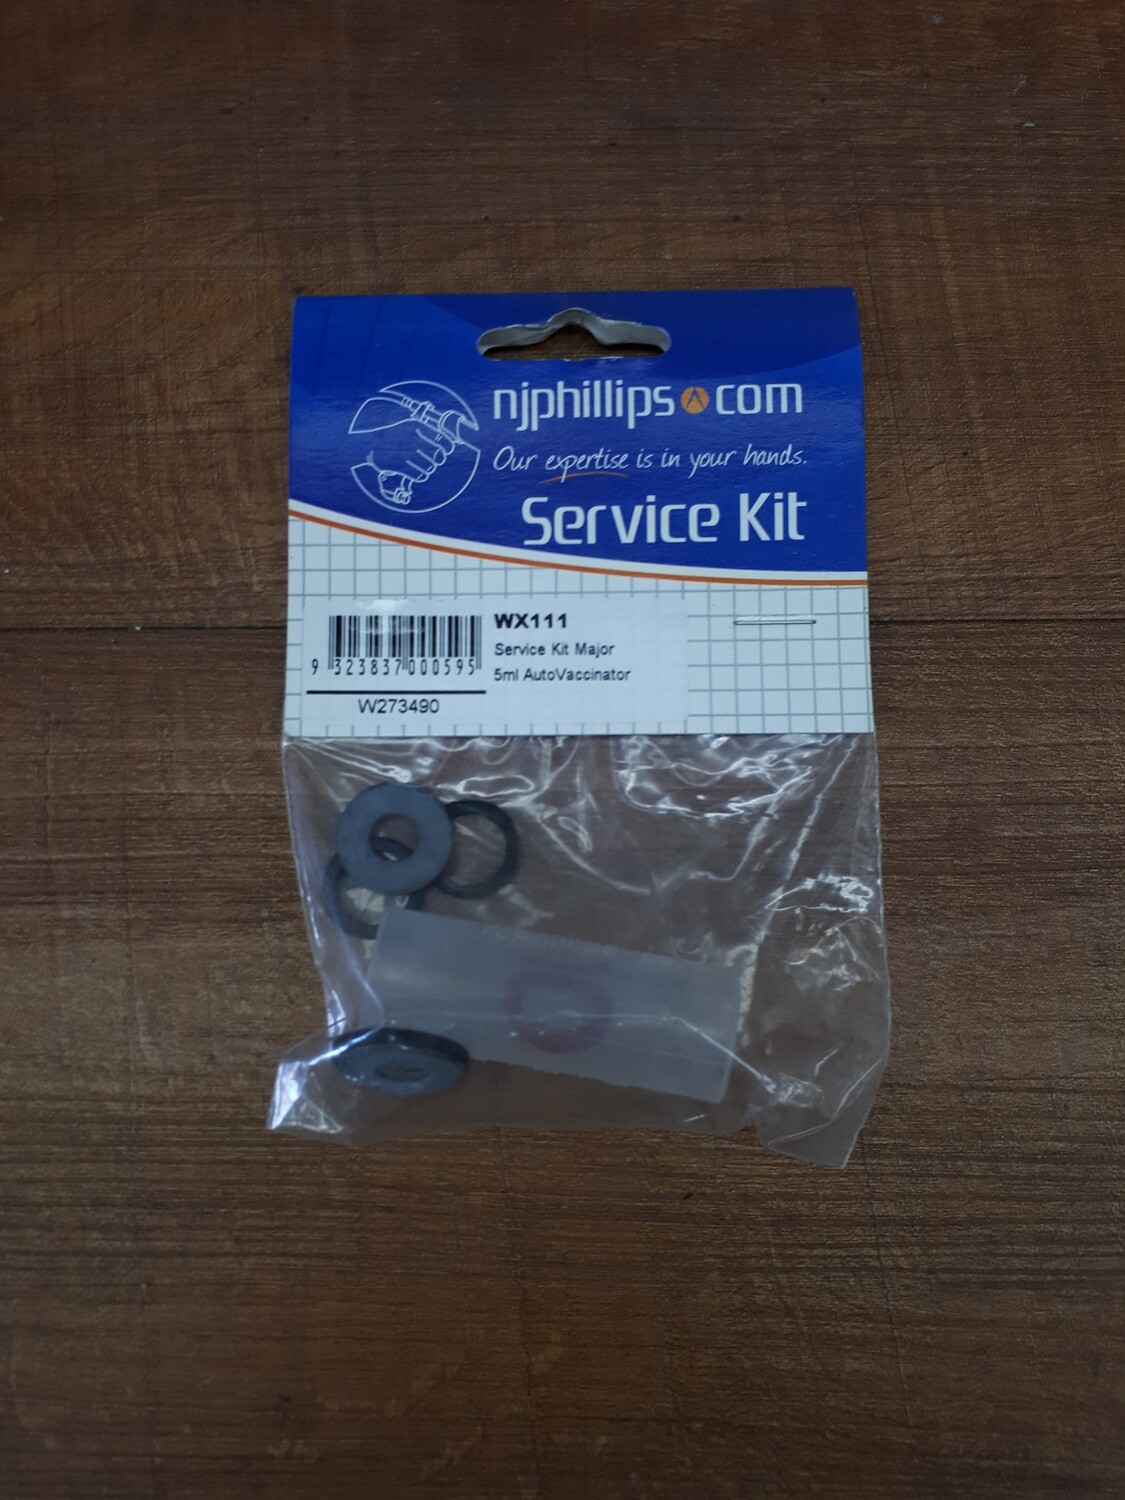 njphillips.com
Our expertise is in your hands.
Service Kit
WX111
Service Kit Major
5ml AutoVaccinator
9 323837 000595
W273490